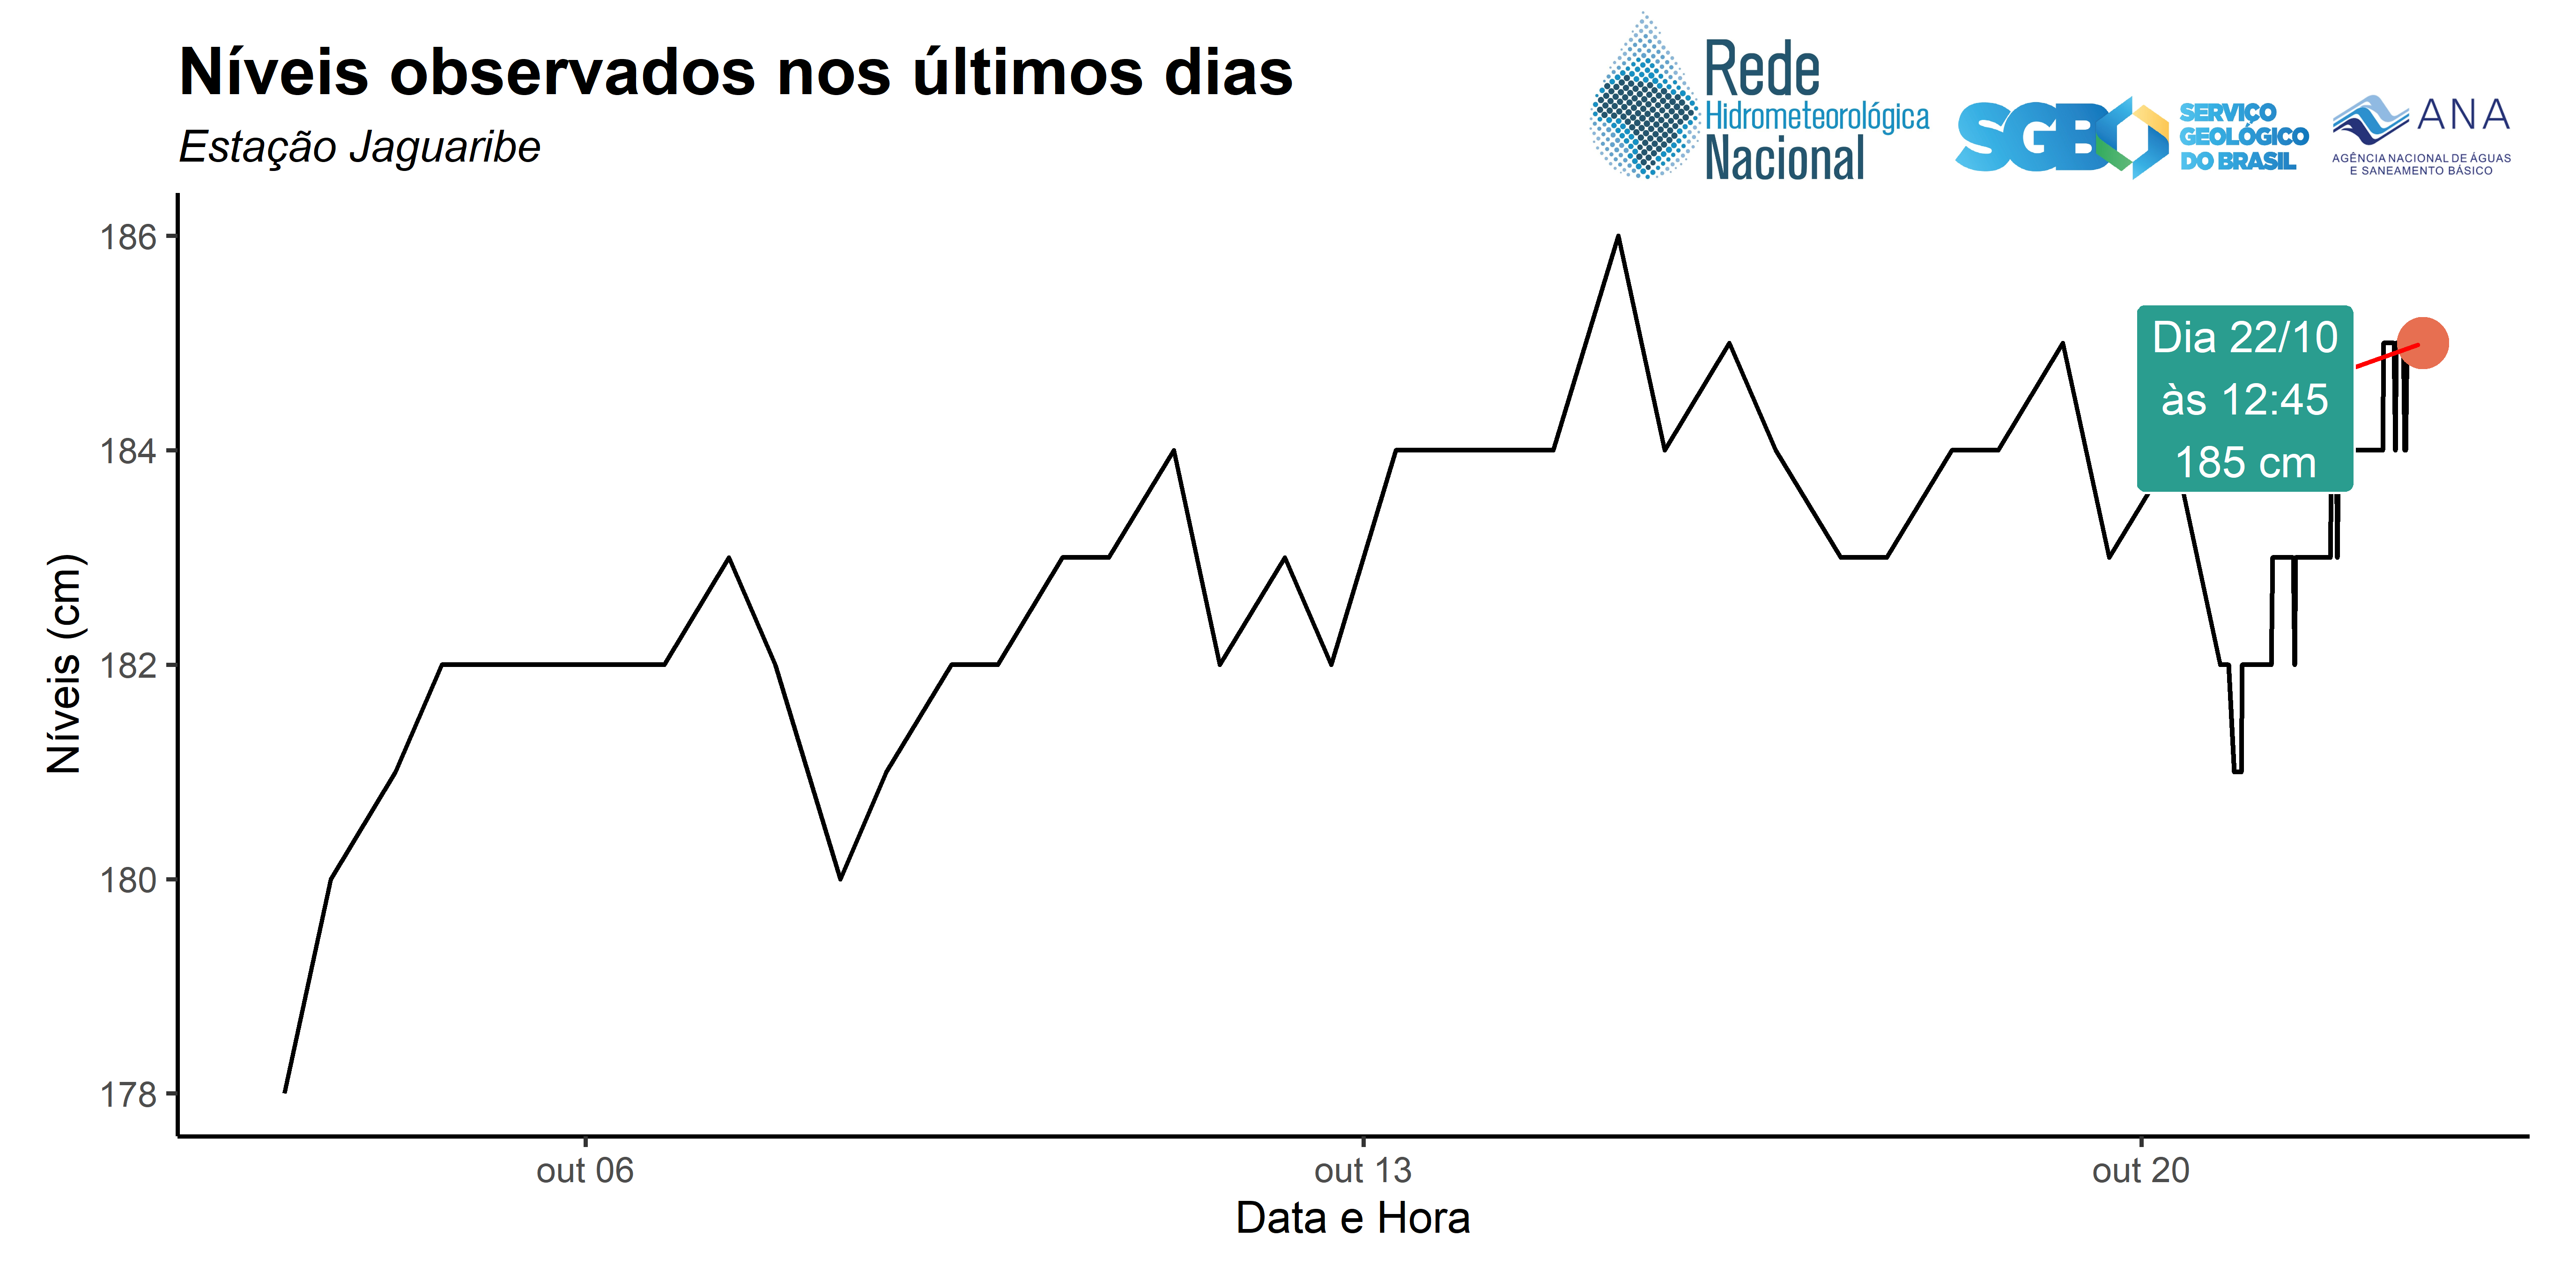 Níveis observados nos últimos dias
Estação Jaguaribe
Rede
Hidrometeorológica
Nacional
SGB
SERVIÇO
GEOLÓGICO
DO BRASIL
ANA
AGÊNCIA NACIONAL DE ÁGUAS
E SANEAMENTO BÁSICO
186
184
182
180
178
Níveis (cm)
Dia 22/10
às 12:45
185 cm
out 06
out 13
out 20
Data e Hora